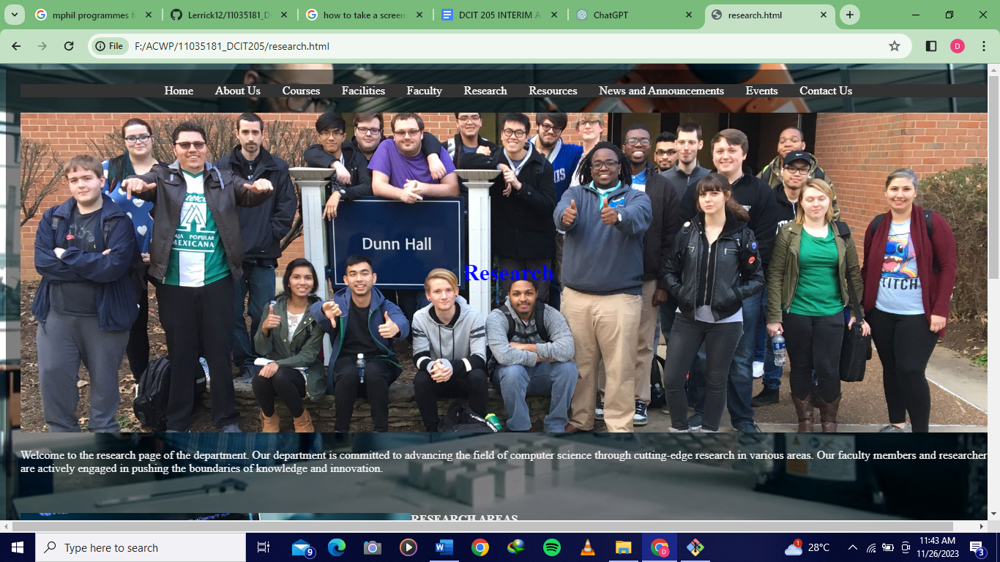 mphil programmes f
Lerrick12/11035181_D
how to take a screen
DCIT 205 INTERIM A
ChatGPT
research.html
File
F:/ACWP/11035181_DCIT205/research.html
D
Home About Us Courses Facilities Faculty Research Resources News and Announcements Events Contact Us
Dunn Hall
Research
CAJA POPULAR
MEXICANA
STITCH
Welcome to the research page of the department. Our department is committed to advancing the field of computer science through cutting-edge research in various areas. Our faculty members and researcher
are actively engaged in pushing the boundaries of knowledge and innovation.
RESEARCH AREAS
Type here to search
9
D
1
28°C
11:43 AM
11/26/2023
3